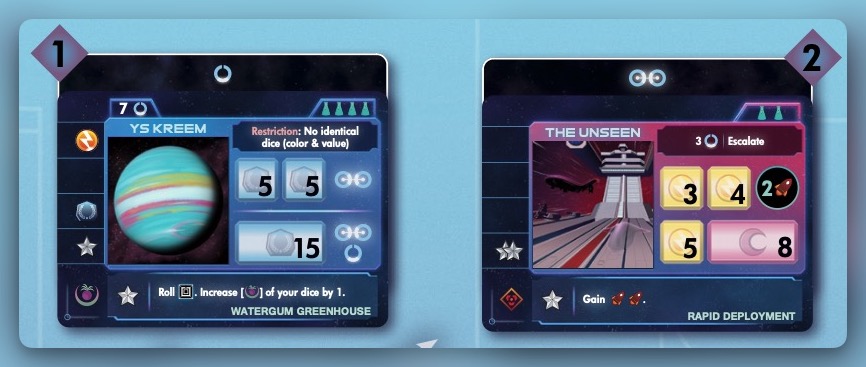 1
7
YS KREEM
Restriction: No identical
dice (color & value)
5 5
15
Roll . Increase [ ] of your dice by 1.
WATERGUM GREENHOUSE
2
THE UNSEEN
3 Escalate
3 4 2
5 8
Gain .
RAPID DEPLOYMENT